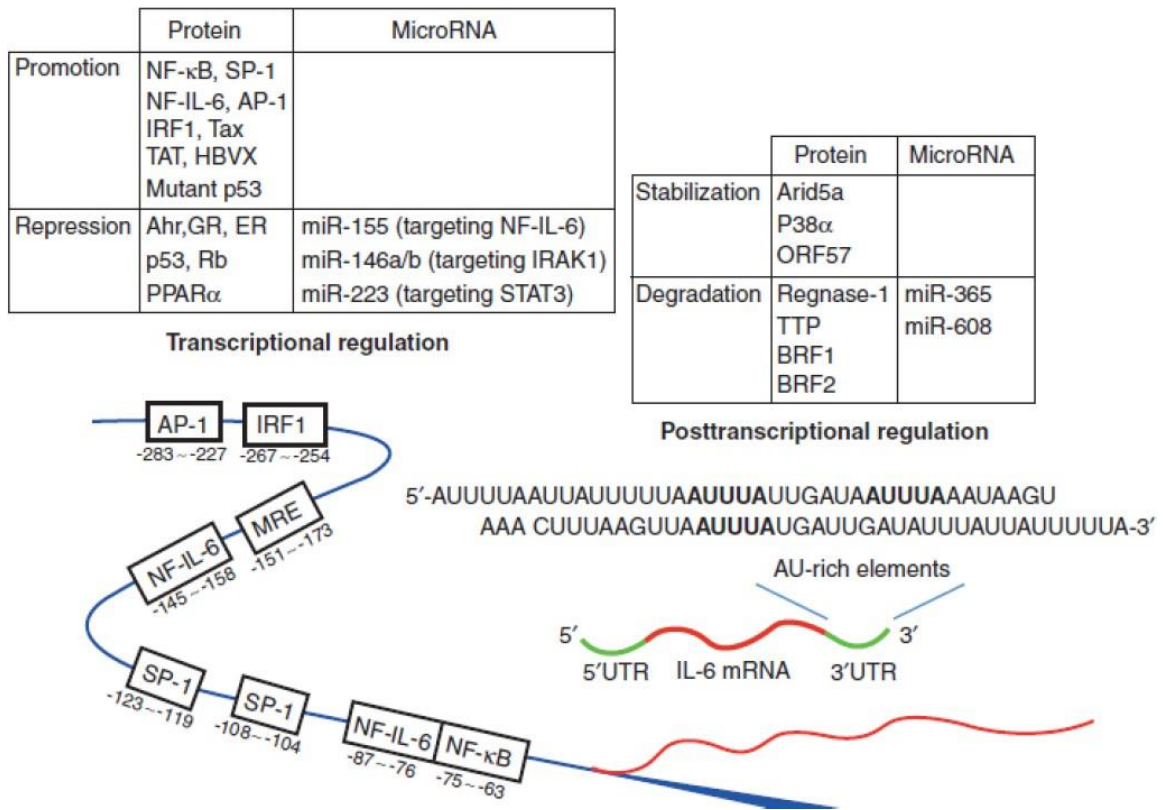 Protein MicroRNA
Promotion NF-κB, SP-1
NF-IL-6, AP-1
IRF1, Tax
TAT, HBVX
Mutant p53
Repression Ahr,GR, ER miR-155 (targeting NF-IL-6)
p53, Rb miR-146a/b (targeting IRAK1)
PPARα miR-223 (targeting STAT3)
Transcriptional regulation
Protein MicroRNA
Stabilization Arid5a
P38α
ORF57
Degradation Regnase-1 miR-365
TTP miR-608
BRF1
BRF2
Posttranscriptional regulation
AP-1 IRF1
-283~-227 -267~-254
MRE
-151~-173
NF-IL-6
-145~-158
SP-1
-123~-119
SP-1
-108~-104
NF-IL-6 NF-κB
-87~-76 -75~-63
5′-AUUUUAAUUAUUUUUAAUUUAUUGAUAAUUUAAAUAAGU
AAA CUUUAAGUUAAUUUAUGAUUGAUAUUUAUUAUUUUUA-3′
AU-rich elements
5′ 3′
5′UTR IL-6 mRNA 3′UTR